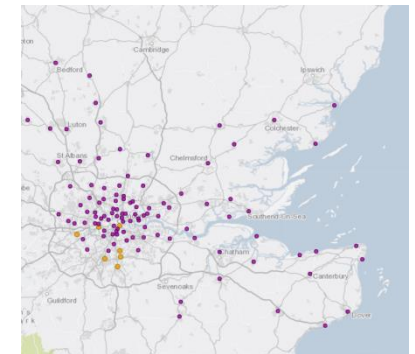 Cambridge
Ipswich
Bedford
Colchester
Luton
St Albans
Chelmsford
Southend On Sea
Chatham
Canterbury
Sevenoaks
Guildford
Dover